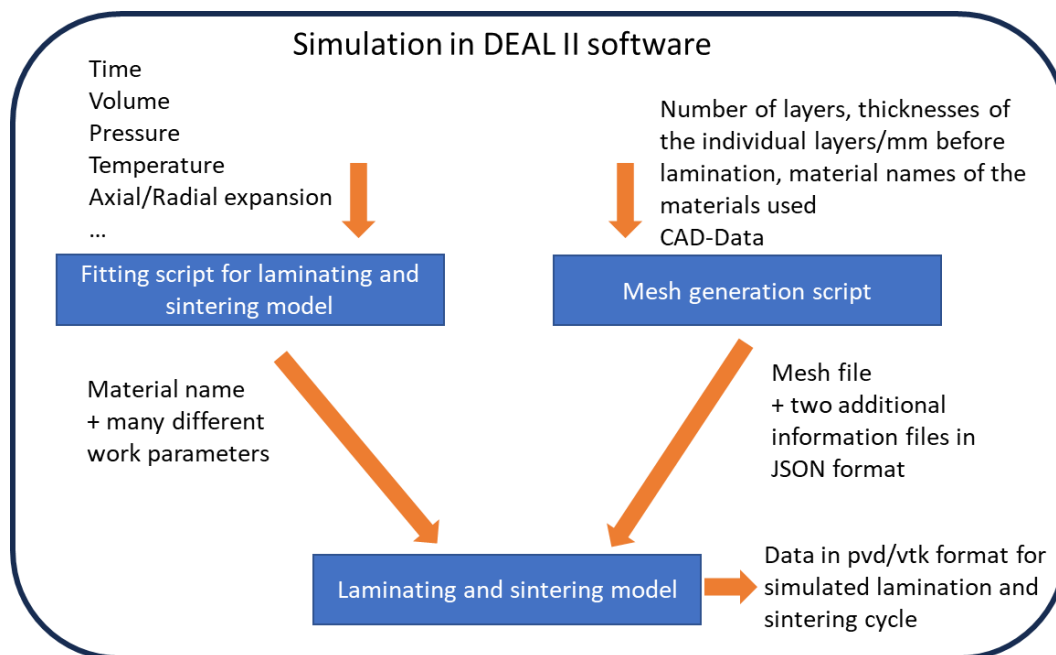 Simulation in DEAL II software
Time
Volume
Pressure
Temperature
Axial/Radial expansion
...
Number of layers, thicknesses of
the individual layers/mm before
lamination, material names of the
materials used
CAD-Data
Fitting script for laminating and
sintering model
Mesh generation script
Material name
+ many different
work parameters
Mesh file
+ two additional
information files in
JSON format
Laminating and sintering model
Data in pvd/vtk format for
simulated lamination and
sintering cycle